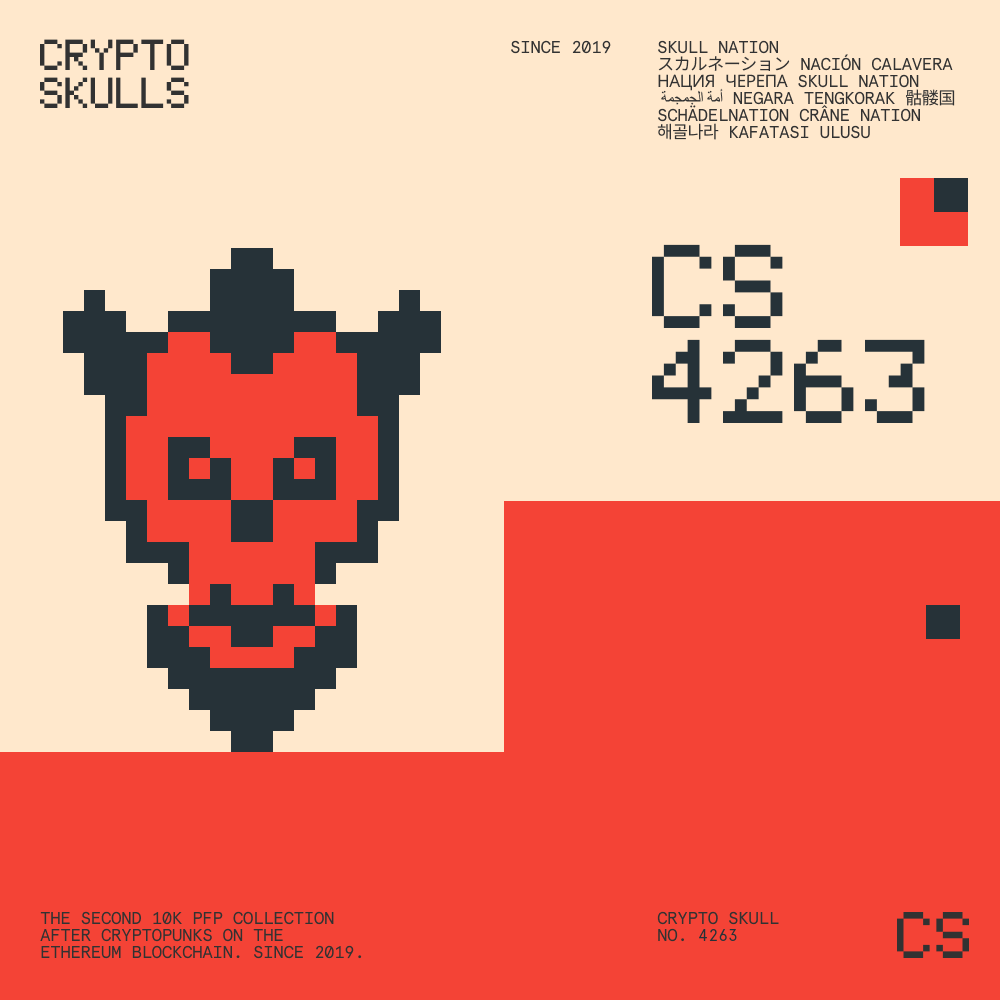 CRYPTO
SKULLS
SINCE 2019
SKULL NATION
スカルネーション NACIÓN CALAVERA
НАЦИЯ ЧЕРЕПА SKULL NATION
أمة الجمجمة NEGARA TENGKORAK 骷髅国
SCHÄDELNATION CRÂNE NATION
해골나라 KAFATASI ULUSU
CS
4263
THE SECOND 10K PFP COLLECTION
AFTER CRYPTOPUNKS ON THE
ETHEREUM BLOCKCHAIN. SINCE 2019.
CRYPTO SKULL
NO. 4263
CS